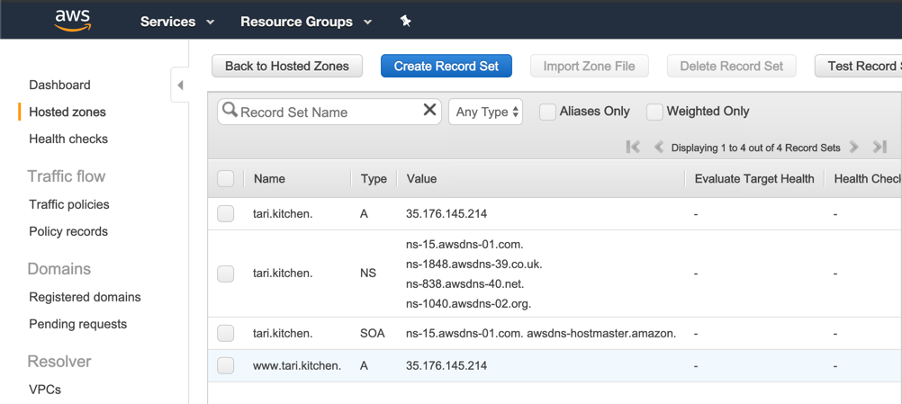 aws Services Resource Groups
Back to Hosted Zones Create Record Set Import Zone File Delete Record Set Test Record S
Dashboard
Hosted zones
Health checks
Traffic flow
Traffic policies
Policy records
Domains
Registered domains
Pending requests
Resolver
VPCs
Record Set Name Any Type Aliases Only Weighted Only
Displaying 1 to 4 out of 4 Record Sets
Name Type Value Evaluate Target Health Health Check
tari.kitchen. A 35.176.145.214 - -
ns-15.awsdns-01.com.
ns-1848.awsdns-39.co.uk.
tari.kitchen. NS - -
ns-838.awsdns-40.net.
ns-1040.awsdns-02.org.
tari.kitchen. SOA ns-15.awsdns-01.com. awsdns-hostmaster.amazon. - -
www.tari.kitchen. A 35.176.145.214 - -